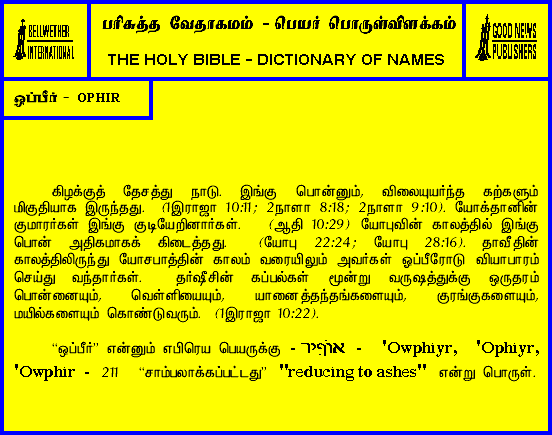 BELLWETHER
INTERNATIONAL
பரிசுத்த வேதாகமம் - பெயர் பொருள்விளக்கம்
THE HOLY BIBLE - DICTIONARY OF NAMES
GOOD NEWS
PUBLISHERS
ஒப்பீர் - OPHIR
கிழக்குத் தேசத்து நாடு. இங்கு பொன்னும், விலையுயர்ந்த கற்களும்
மிகுதியாக இருந்தது. (1இராஜா 10:11; 2நாளா 8:18; 2நாளா 9:10). யோக்தானின்
குமாரர்கள் இங்கு குடியேறினார்கள். (ஆதி 10:29) யோபுவின் காலத்தில் இங்கு
பொன் அதிகமாகக் கிடைத்தது. (யோபு 22:24; யோபு 28:16). தாவீதின்
காலத்திலிருந்து யோசபாத்தின் காலம் வரையிலும் அவர்கள் ஒப்பீரோடு வியாபாரம்
செய்து வந்தார்கள். தர்ஷீசின் கப்பல்கள் மூன்று வருஷத்துக்கு ஒருதரம்
பொன்னையும், வெள்ளியையும், யானைத்தந்தங்களையும், குரங்குகளையும்,
மயில்களையும் கொண்டுவரும். (1இராஜா 10:22).
“ஒப்பீர்” என்னும் எபிரெய பெயருக்கு - אוֹפִיר - 'Owphiyr, 'Ophiyr,
'Owphir - 211 “சாம்பலாக்கப்பட்டது” "reducing to ashes" என்று பொருள்.